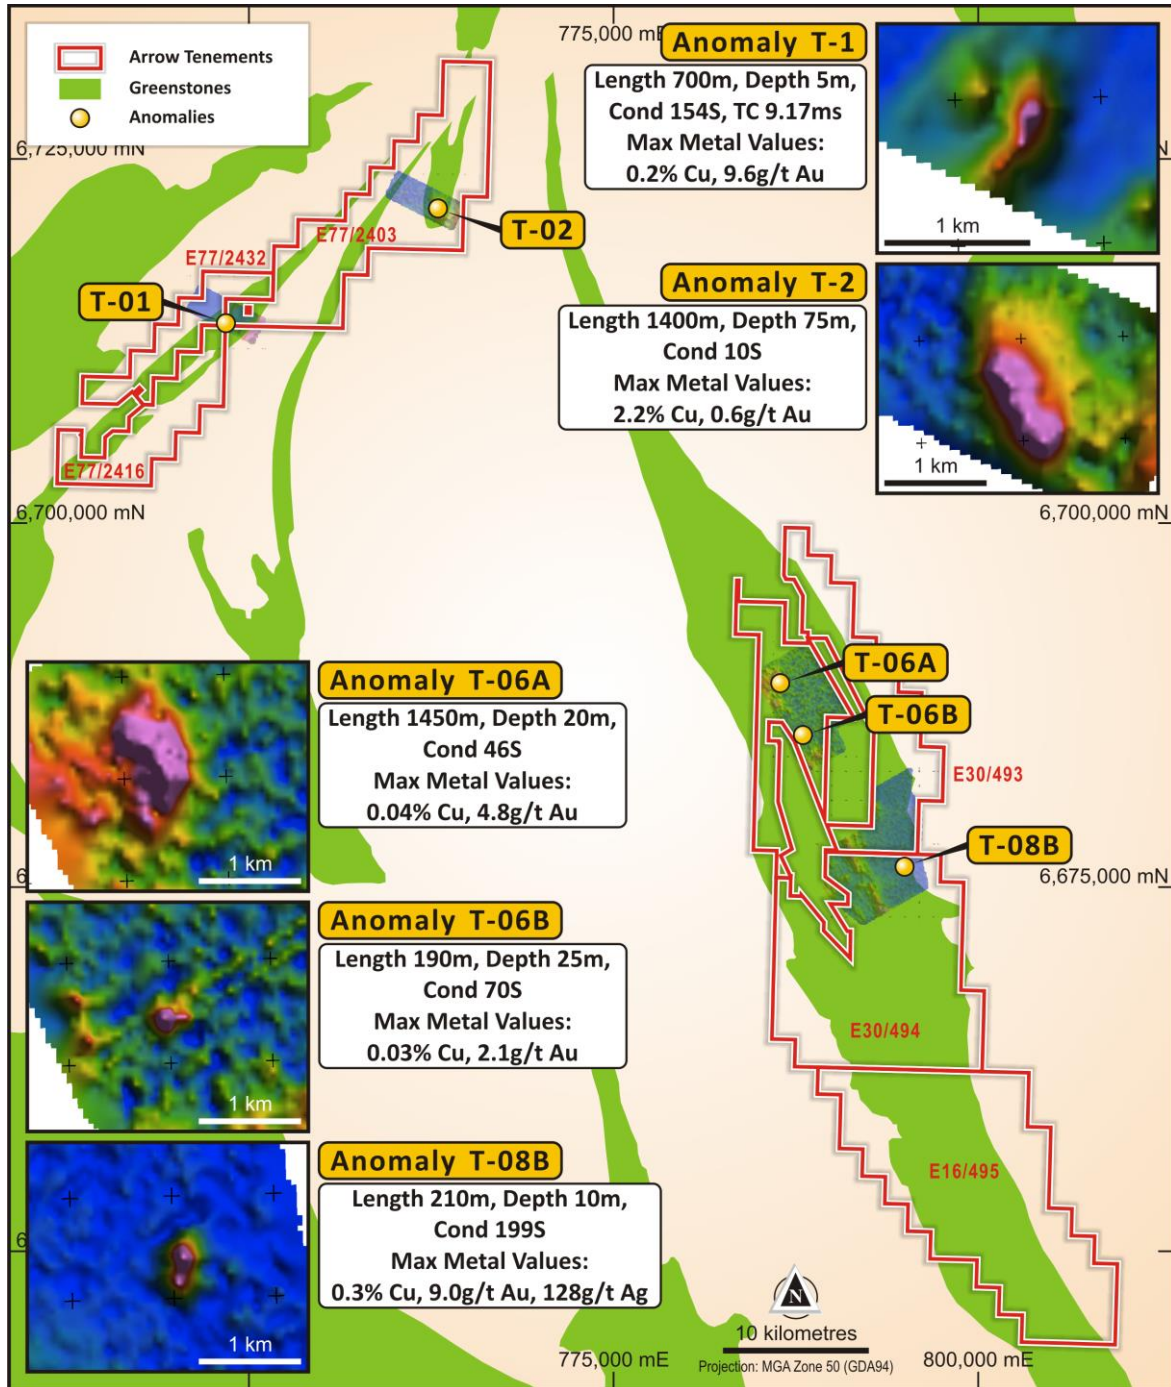 Arrow Tenements
Greenstones
Anomalies
775,000 mE
6,725,000 mN
Anomaly T-1
Length 700m, Depth 5m,
Cond 154S, TC 9.17ms
Max Metal Values:
0.2% Cu, 9.6g/t Au
1 km
T-02
E77/2403
E77/2432
T-01
E77/2416
Anomaly T-2
Length 1400m, Depth 75m,
Cond 10S
Max Metal Values:
2.2% Cu, 0.6g/t Au
1 km
6,700,000 mN
6,700,000 mN
Anomaly T-06A
Length 1450m, Depth 20m,
Cond 46S
Max Metal Values:
0.04% Cu, 4.8g/t Au
1 km
T-06A
T-06B
E30/493
T-08B
6,675,000 mN
Anomaly T-06B
Length 190m, Depth 25m,
Cond 70S
Max Metal Values:
0.03% Cu, 2.1g/t Au
1 km
E30/494
E16/495
Anomaly T-08B
Length 210m, Depth 10m,
Cond 199S
Max Metal Values:
0.3% Cu, 9.0g/t Au, 128g/t Ag
1 km
N
10 kilometres
Projection: MGA Zone 50 (GDA94)
775,000 mE
800,000 mE